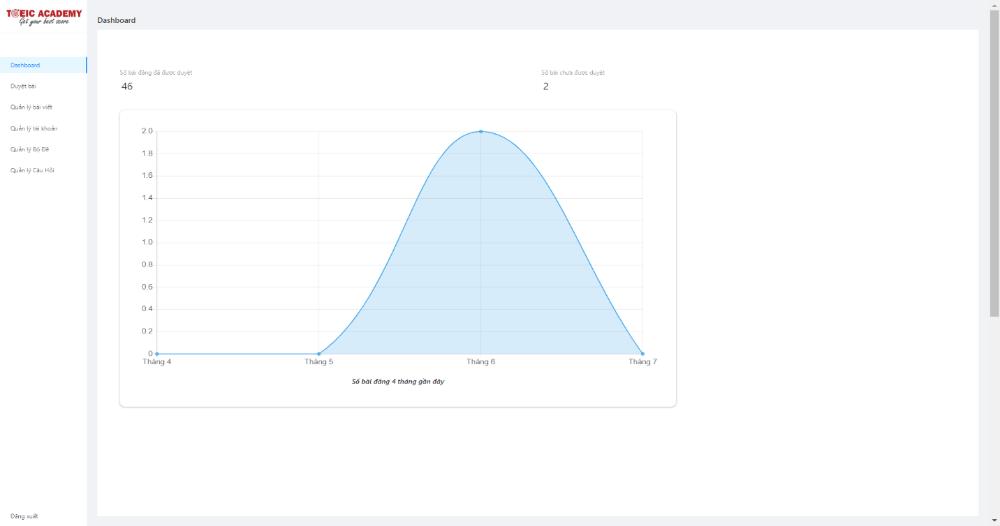 TOEIC ACADEMY
Get your best score
Dashboard
Dashboard
Duyệt bài
Quản lý bài viết
Quản lý tài khoản
Quản lý Bộ Đề
Quản lý Câu Hỏi
Đăng xuất
Số bài đăng đã được duyệt
46
Số bài chưa được duyệt
2
2.0
1.8
1.6
1.4
1.2
1.0
0.8
0.6
0.4
0.2
0
Tháng 4 Tháng 5 Tháng 6 Tháng 7
Số bài đăng 4 tháng gần đây